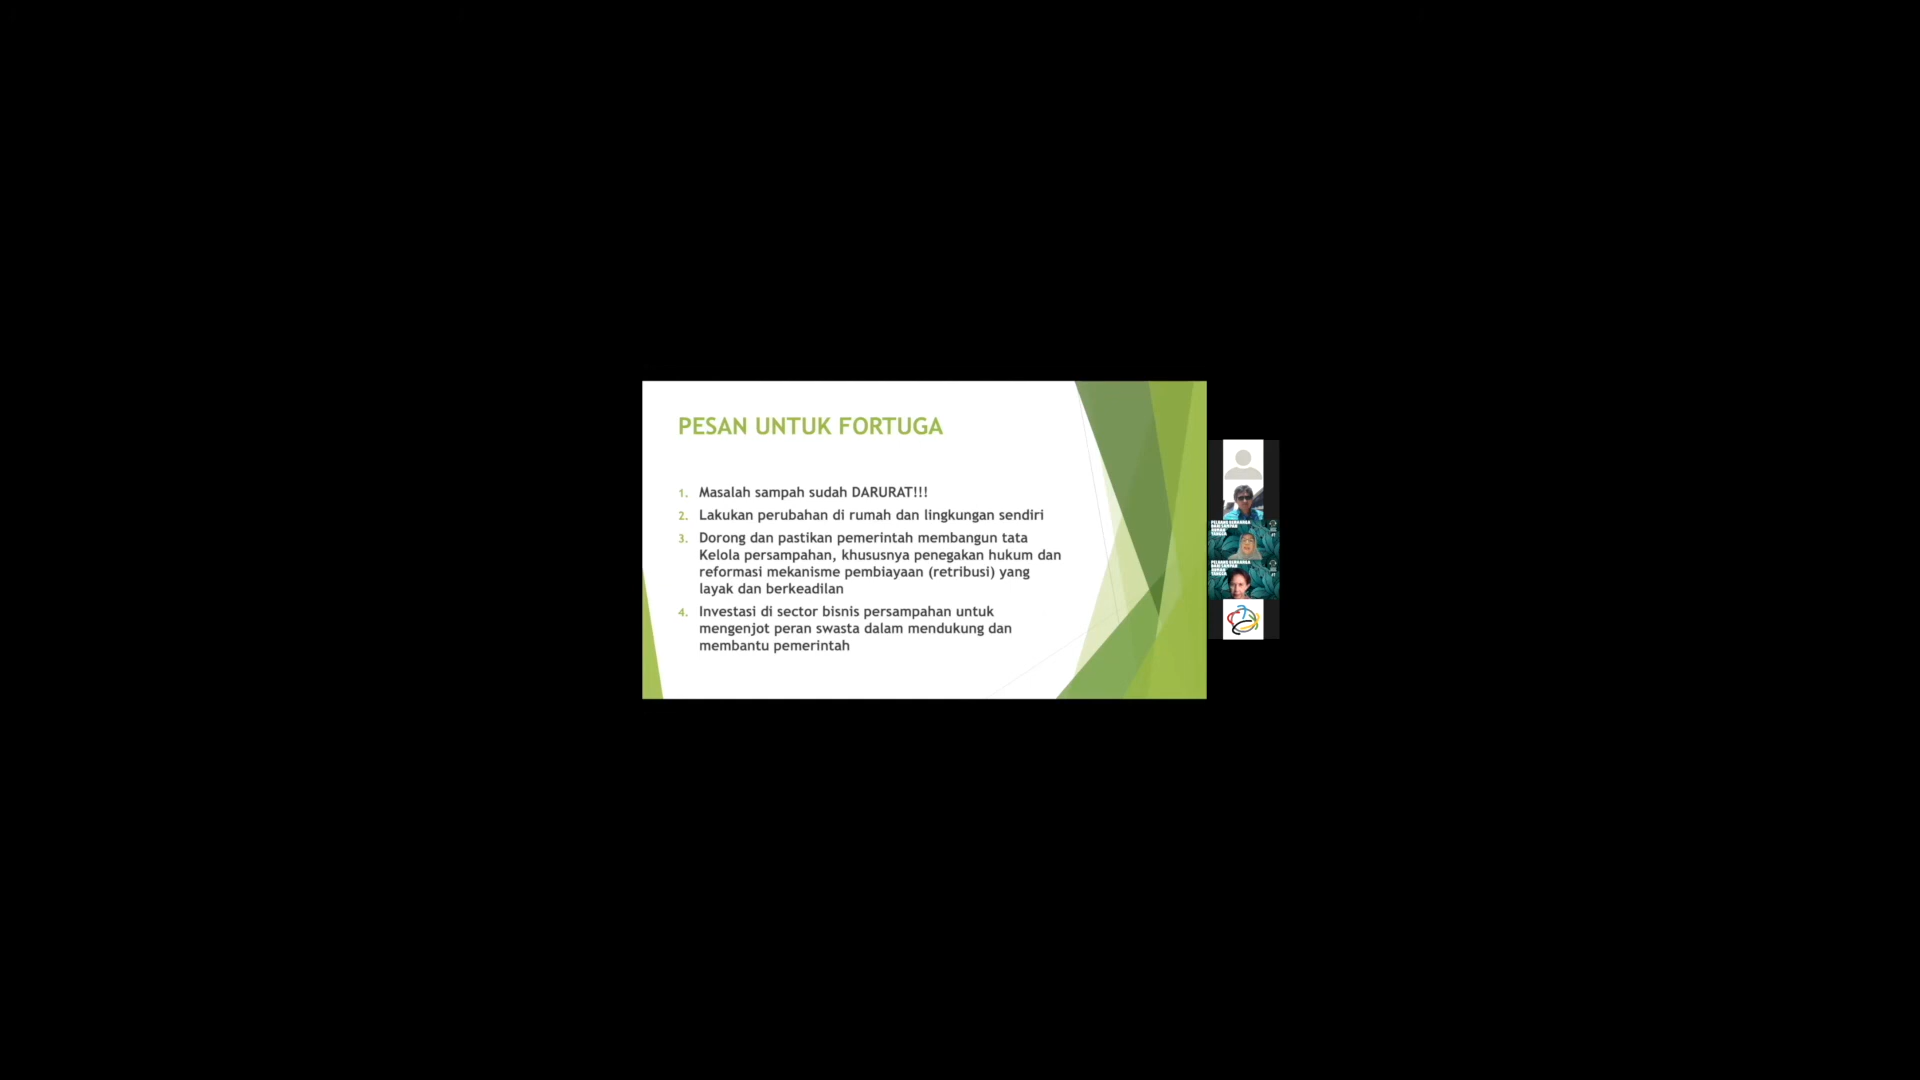 PESAN UNTUK FORTUGA
1. Masalah sampah sudah DARURAT!!!
2. Lakukan perubahan di rumah dan lingkungan sendiri
3. Dorong dan pastikan pemerintah membangun tata
Kelola persampahan, khususnya penegakan hukum dan
reformasi mekanisme pembiayaan (retribusi) yang
layak dan berkeadilan
4. Investasi di sector bisnis persampahan untuk
mengenjot peran swasta dalam mendukung dan
membantu pemerintah